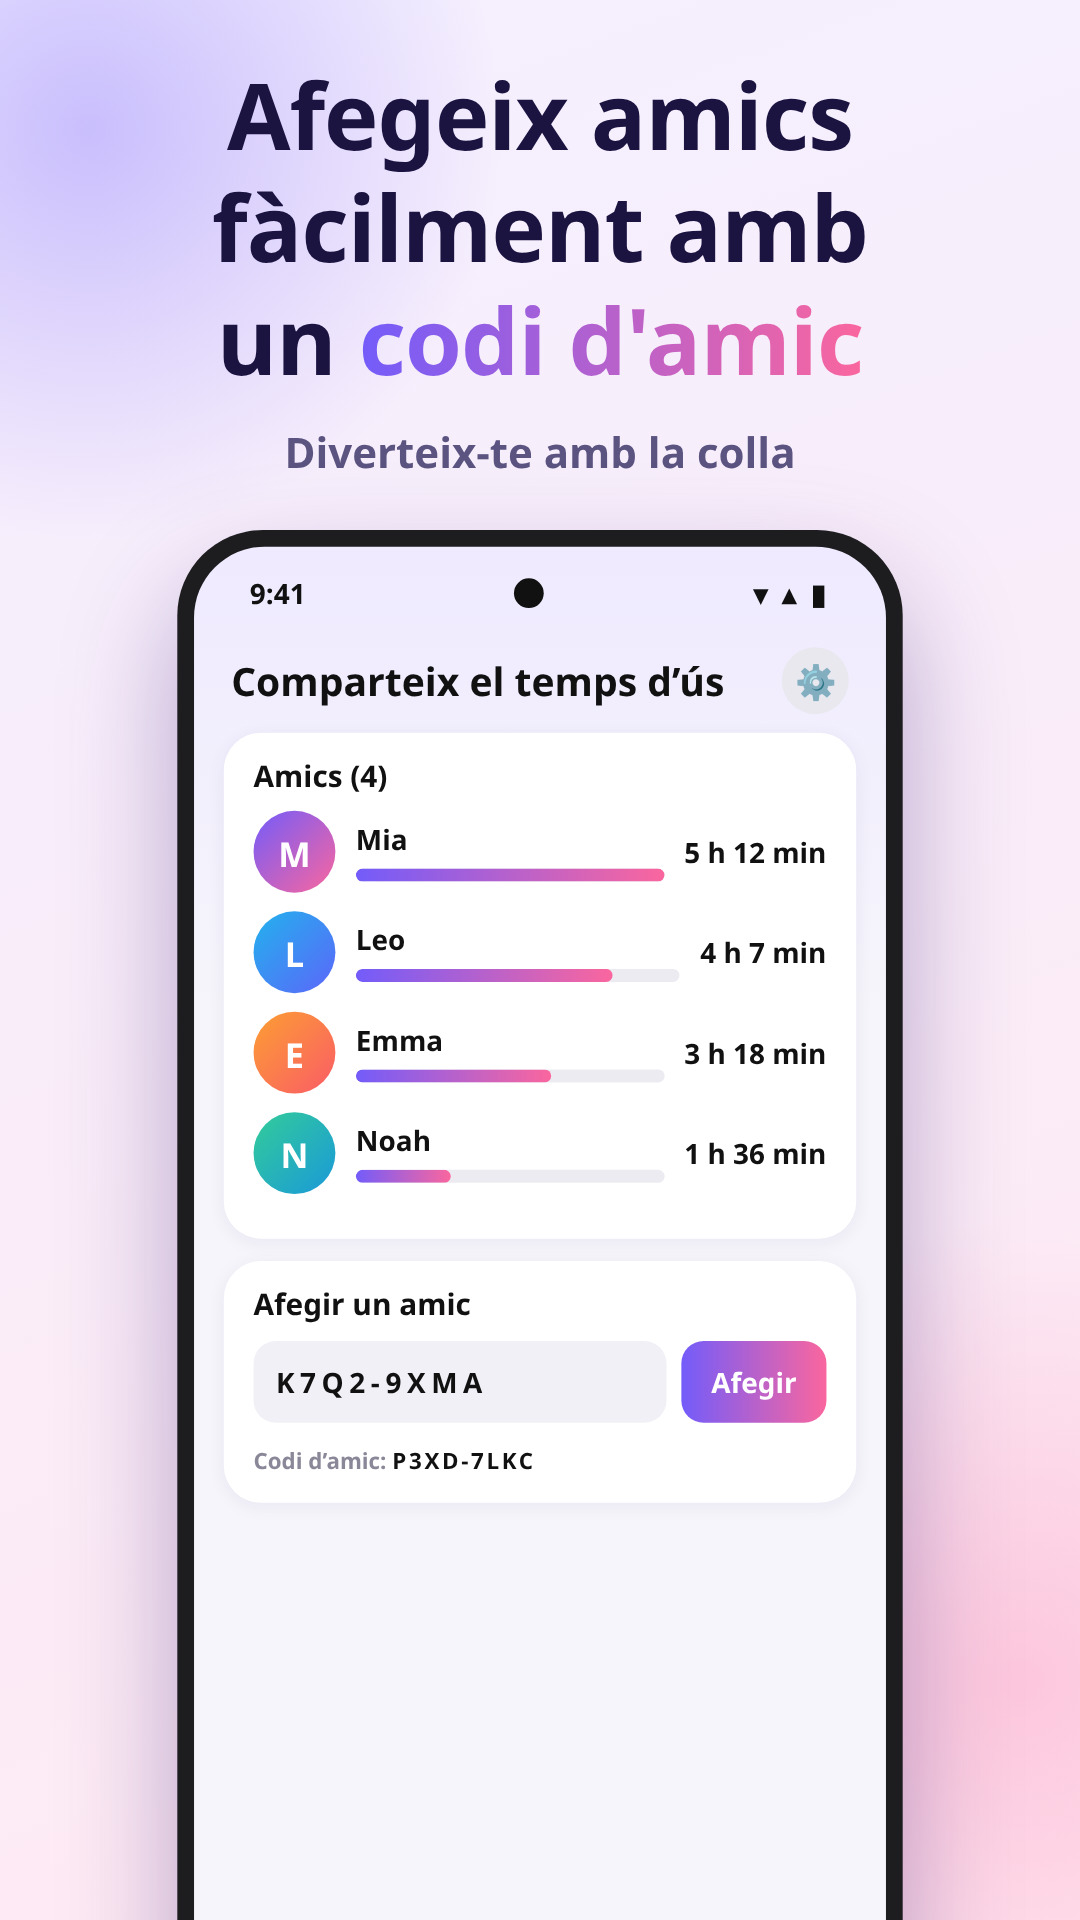 Afegeix amics
fàcilment amb
un codi d'amic
Diverteix-te amb la colla
9:41
Comparteix el temps d’ús
Amics (4)
M
Mia
5 h 12 min
L
Leo
4 h 7 min
E
Emma
3 h 18 min
N
Noah
1 h 36 min
Afegir un amic
K7Q2-9XMA
Afegir
Codi d’amic: P3XD-7LKC